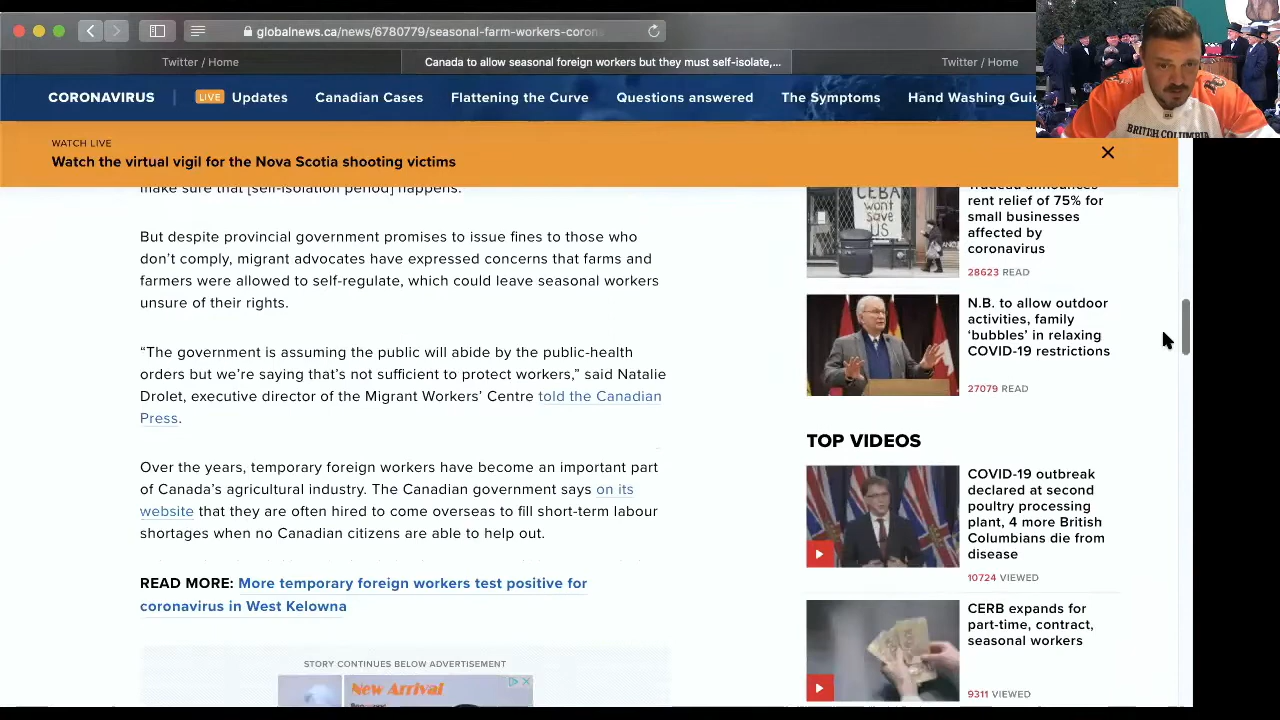 globalnews.ca/news/6780779/seasonal-farm-workers-coron
Twitter / Home
Canada to allow seasonal foreign workers but they must self-isolate,...
Twitter / Home
CORONAVIRUS
LIVE Updates
Canadian Cases
Flattening the Curve
Questions answered
The Symptoms
Hand Washing Guid
BRITISH COLUMBIA
WATCH LIVE
Watch the virtual vigil for the Nova Scotia shooting victims
make sure that [self-isolation period] happens.
But despite provincial government promises to issue fines to those who
don’t comply, migrant advocates have expressed concerns that farms and
farmers were allowed to self-regulate, which could leave seasonal workers
unsure of their rights.
“The government is assuming the public will abide by the public-health
orders but we’re saying that’s not sufficient to protect workers,” said Natalie
Drolet, executive director of the Migrant Workers’ Centre told the Canadian
Press.
Over the years, temporary foreign workers have become an important part
of Canada’s agricultural industry. The Canadian government says on its
website that they are often hired to come overseas to fill short-term labour
shortages when no Canadian citizens are able to help out.
READ MORE: More temporary foreign workers test positive for
coronavirus in West Kelowna
STORY CONTINUES BELOW ADVERTISEMENT
New Arrival
CEBA
wont
save
US
Trudeau announces
rent relief of 75% for
small businesses
affected by
coronavirus
28623 READ
N.B. to allow outdoor
activities, family
‘bubbles’ in relaxing
COVID-19 restrictions
27079 READ
TOP VIDEOS
COVID-19 outbreak
declared at second
poultry processing
plant, 4 more British
Columbians die from
disease
10724 VIEWED
CERB expands for
part-time, contract,
seasonal workers
9311 VIEWED